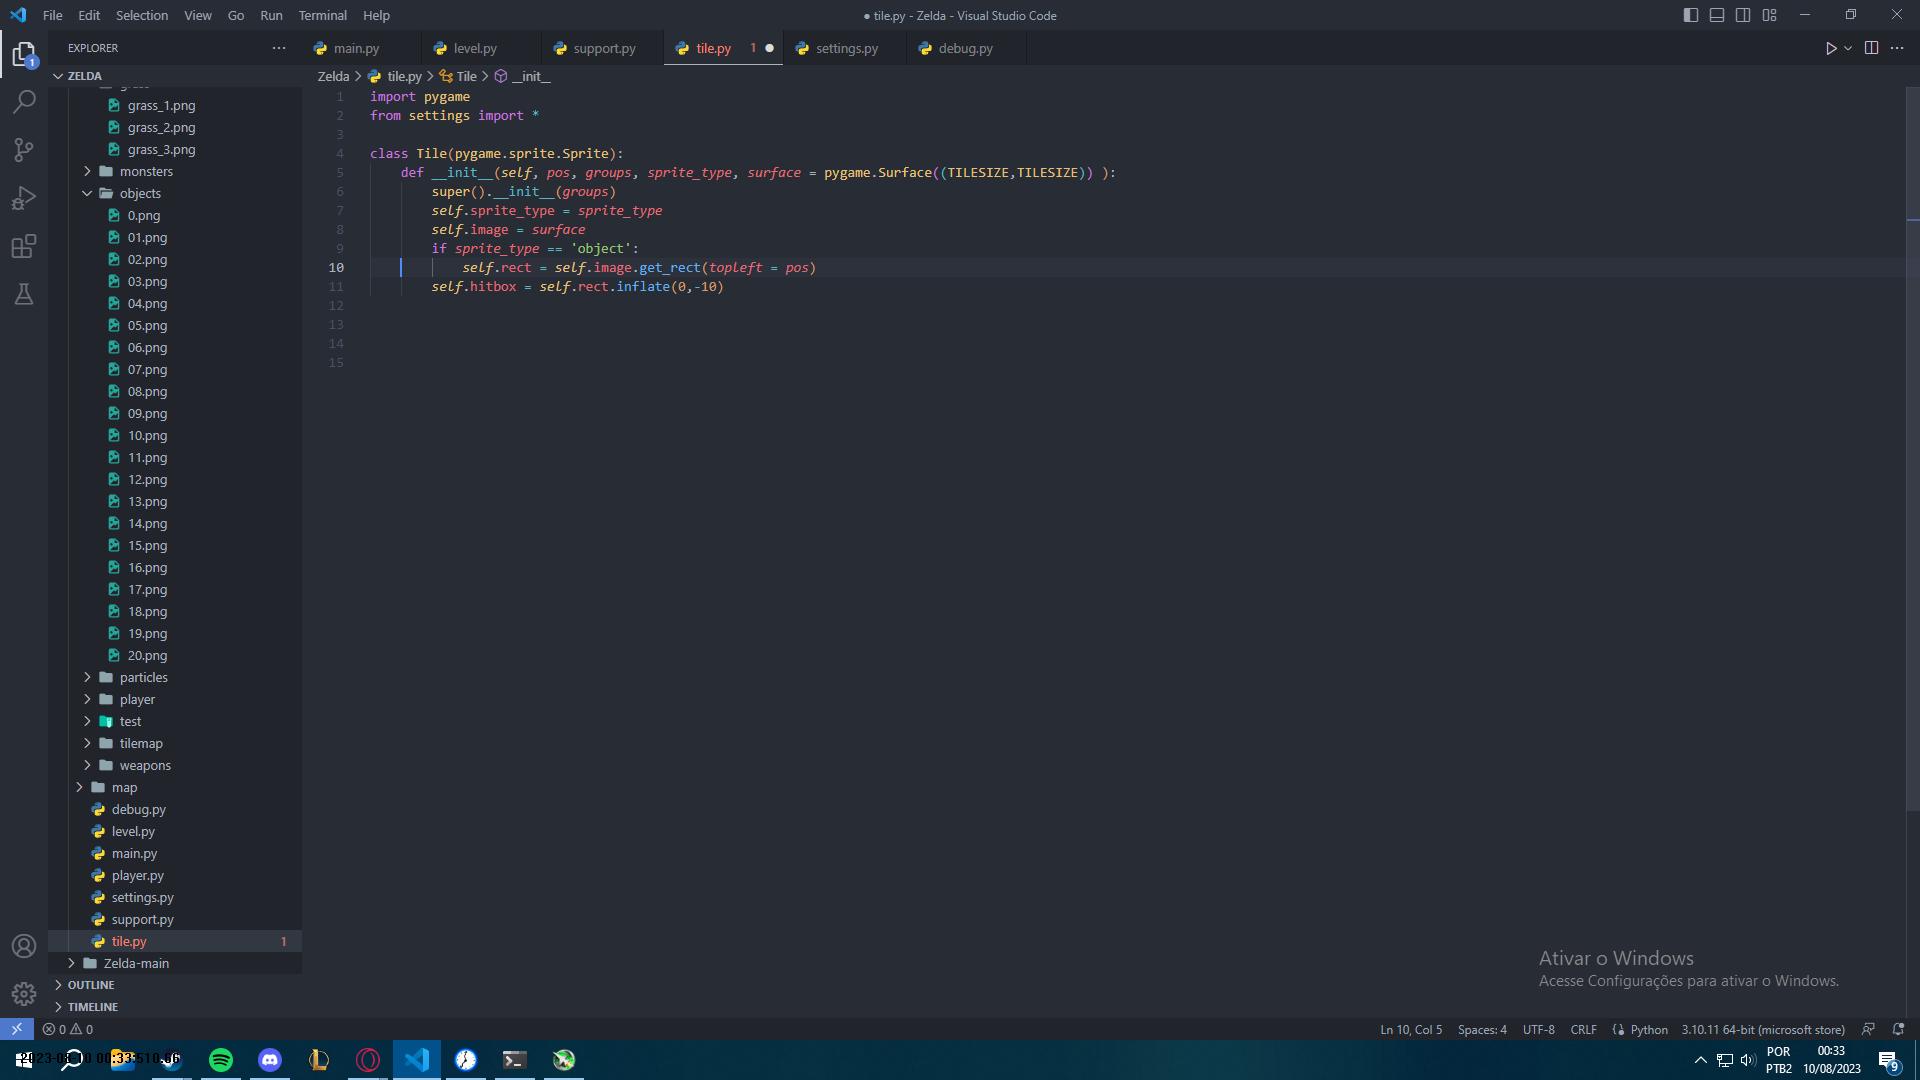 File Edit Selection View Go Run Terminal Help
● tile.py - Zelda - Visual Studio Code
EXPLORER
main.py level.py support.py tile.py 1 settings.py debug.py
ZELDA
Zelda > tile.py > Tile > __init__
grass
grass_1.png
grass_2.png
grass_3.png
monsters
objects
0.png
01.png
02.png
03.png
04.png
05.png
06.png
07.png
08.png
09.png
10.png
11.png
12.png
13.png
14.png
15.png
16.png
17.png
18.png
19.png
20.png
particles
player
test
tilemap
weapons
map
debug.py
level.py
main.py
player.py
settings.py
support.py
tile.py 1
Zelda-main
OUTLINE
TIMELINE
1 import pygame
2 from settings import *
3
4 class Tile(pygame.sprite.Sprite):
5     def __init__(self, pos, groups, sprite_type, surface = pygame.Surface((TILESIZE,TILESIZE)) ):
6         super().__init__(groups)
7         self.sprite_type = sprite_type
8         self.image = surface
9         if sprite_type == 'object':
10             self.rect = self.image.get_rect(topleft = pos)
11         self.hitbox = self.rect.inflate(0,-10)
12
13
14
15
Ativar o Windows
Acesse Configurações para ativar o Windows.
0 0
Ln 10, Col 5 Spaces: 4 UTF-8 CRLF Python 3.10.11 64-bit (microsoft store)
1
POR
PTB2
00:33
10/08/2023
9